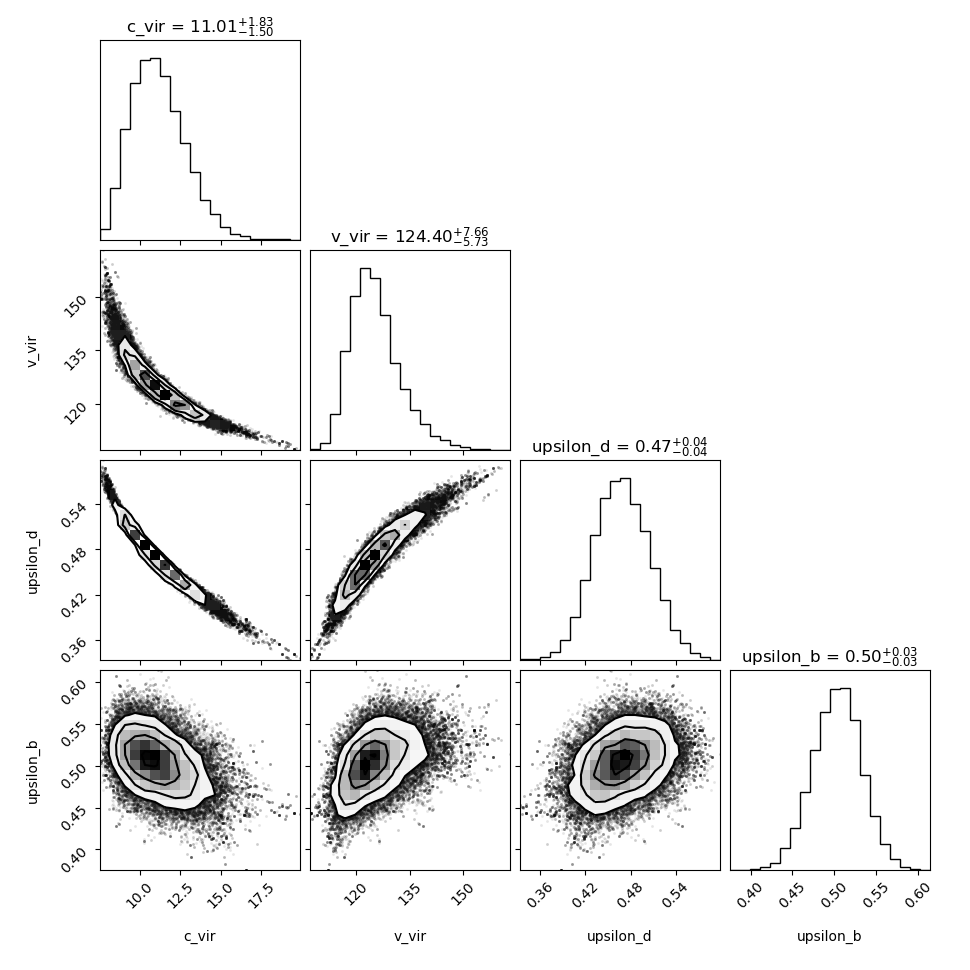 c_vir = 11.01+1.83−1.50
v_vir = 124.40+7.66−5.73
150
135
120
v_vir
upsilon_d = 0.47+0.04−0.04
0.54
0.48
0.42
0.36
upsilon_d
upsilon_b = 0.50+0.03−0.03
0.60
0.55
0.50
0.45
0.40
upsilon_b
10.0 12.5 15.0 17.5 120 135 150 0.36 0.42 0.48 0.54 0.40 0.45 0.50 0.55 0.60
c_vir v_vir upsilon_d upsilon_b